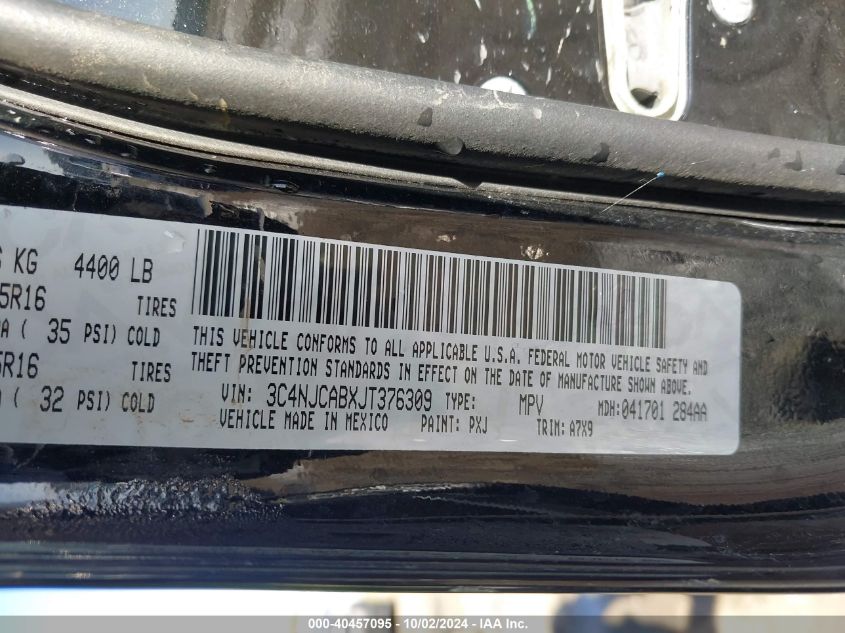 KG 4400 LB
5R16 TIRES
( 35 PSI) COLD
5R16 TIRES
( 32 PSI) COLD
THIS VEHICLE CONFORMS TO ALL APPLICABLE U.S.A. FEDERAL MOTOR VEHICLE SAFETY AND
THEFT PREVENTION STANDARDS IN EFFECT ON THE DATE OF MANUFACTURE SHOWN ABOVE.
VIN: 3C4NJCABXJT376309 TYPE: MPV MDH: 041701 284AA
VEHICLE MADE IN MEXICO PAINT: PXJ TRIM: A7X9
000-40457095 - 10/02/2024 - IAA Inc.